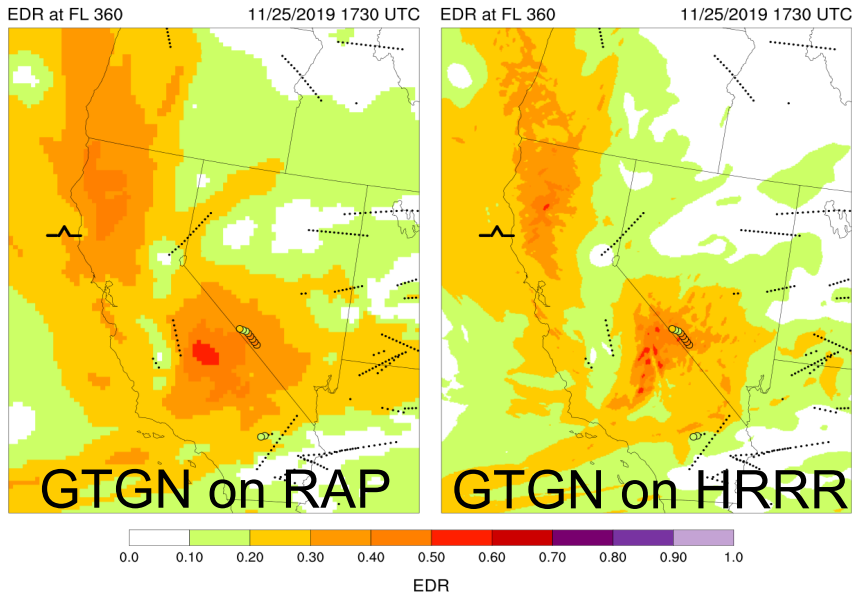 EDR at FL 360 11/25/2019 1730 UTC EDR at FL 360 11/25/2019 1730 UTC
GTGN on RAP GTGN on HRRR
0.0 0.10 0.20 0.30 0.40 0.50 0.60 0.70 0.80 0.90 1.0
EDR